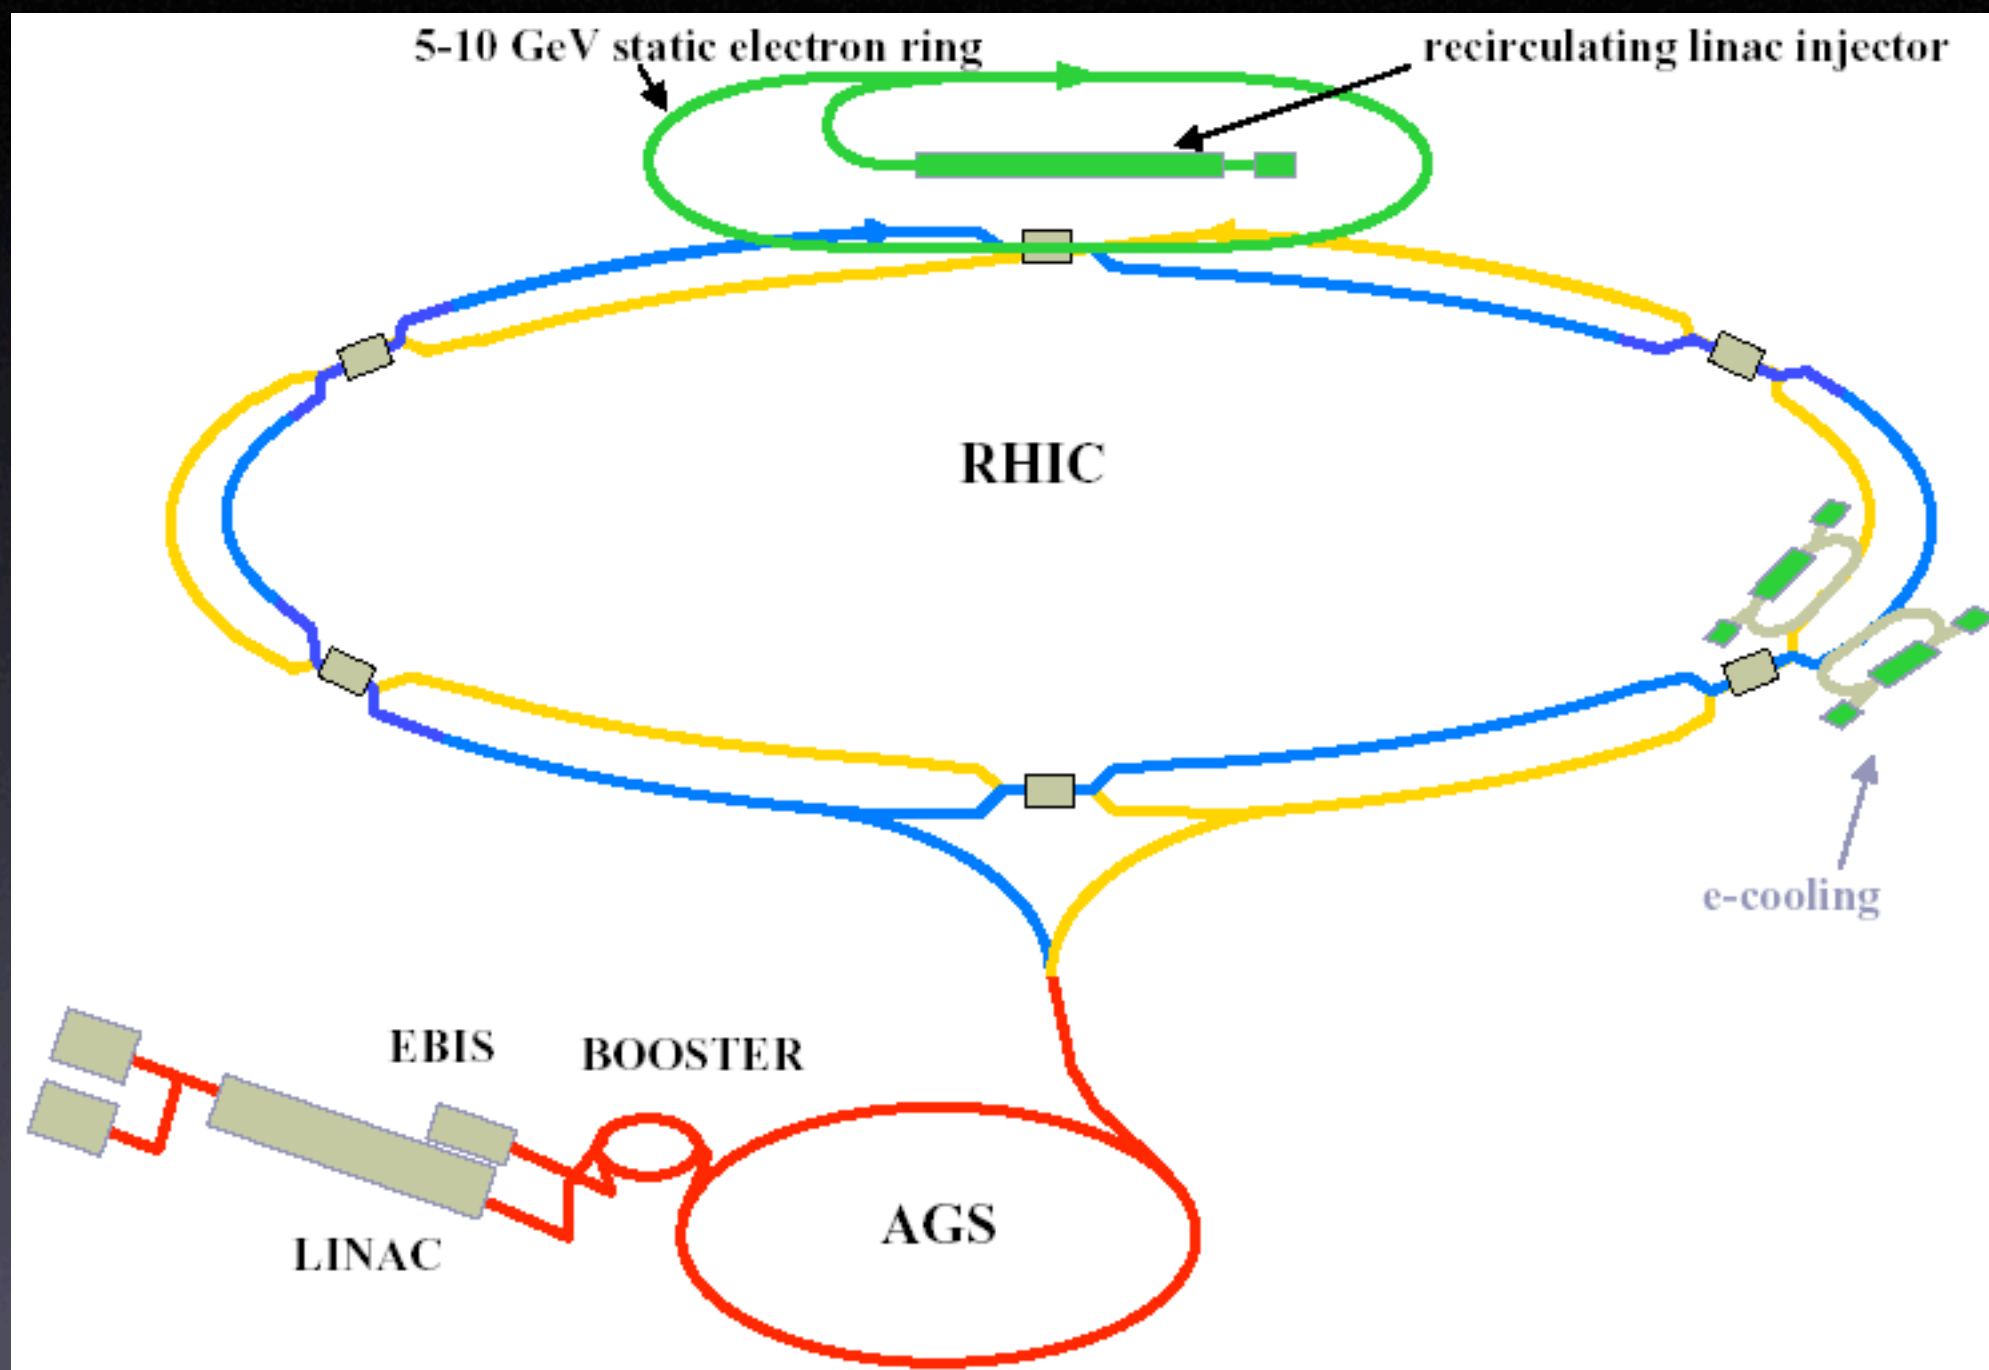 5-10 GeV static electron ring
recirculating linac injector
RHIC
e-cooling
EBIS
BOOSTER
LINAC
AGS